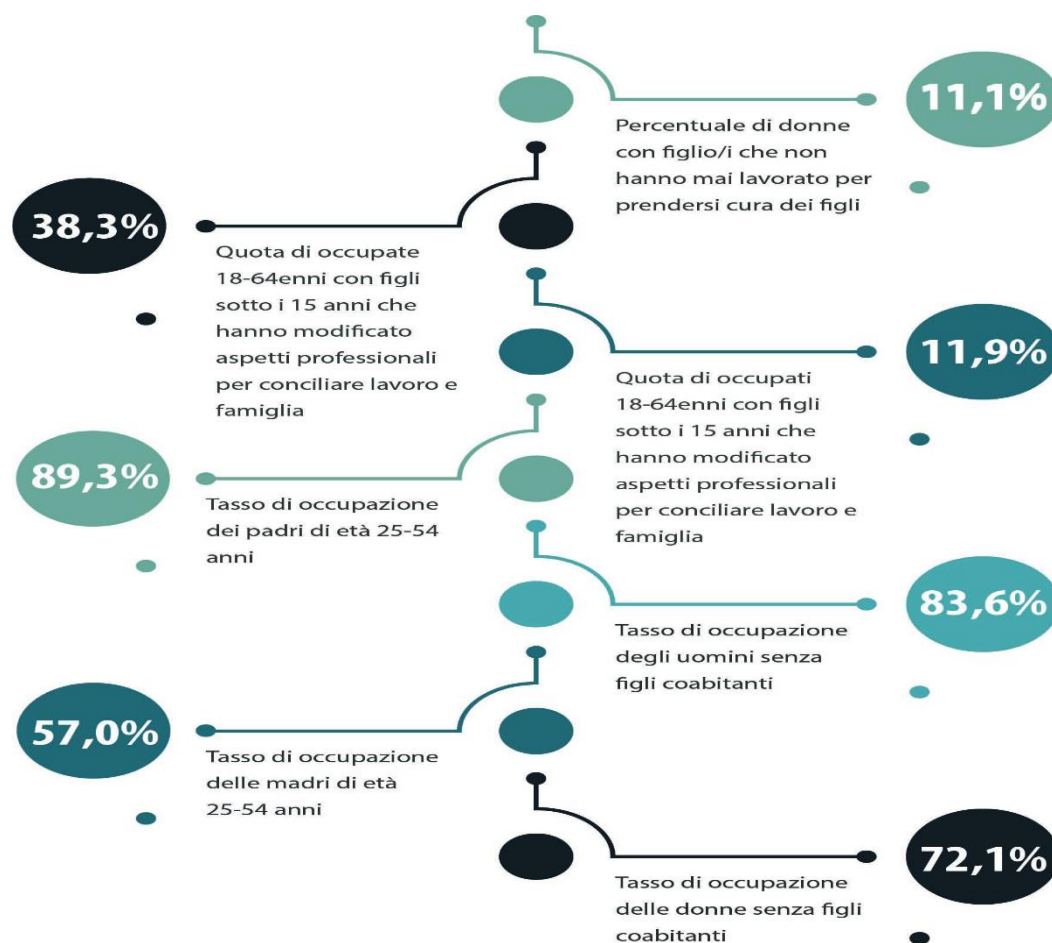 11,1%
Percentuale di donne
con figlio/i che non
hanno mai lavorato per
prendersi cura dei figli
38,3%
Quota di occupate
18-64enni con figli
sotto i 15 anni che
hanno modificato
aspetti professionali
per conciliare lavoro e
famiglia
11,9%
Quota di occupati
18-64enni con figli
sotto i 15 anni che
hanno modificato
aspetti professionali
per conciliare lavoro e
famiglia
89,3%
Tasso di occupazione
dei padri di età 25-54
anni
83,6%
Tasso di occupazione
degli uomini senza
figli coabitanti
57,0%
Tasso di occupazione
delle madri di età
25-54 anni
72,1%
Tasso di occupazione
delle donne senza figli
coabitanti